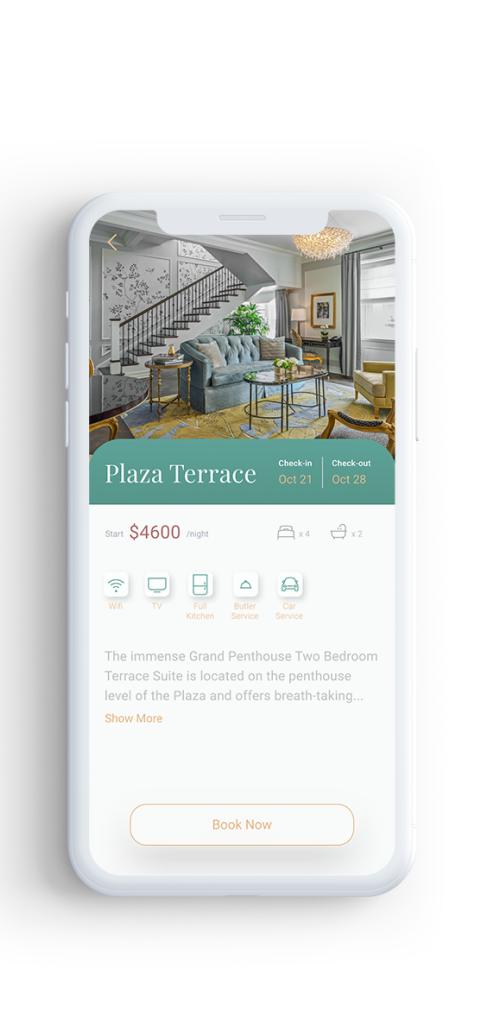 Plaza Terrace
Check-in
Oct 21
Check-out
Oct 28
Start $4600 /night
x 4
x 2
Wifi
TV
Full
Kitchen
Butler
Service
Car
Service
The immense Grand Penthouse Two Bedroom
Terrace Suite is located on the penthouse
level of the Plaza and offers breath-taking...
Show More
Book Now